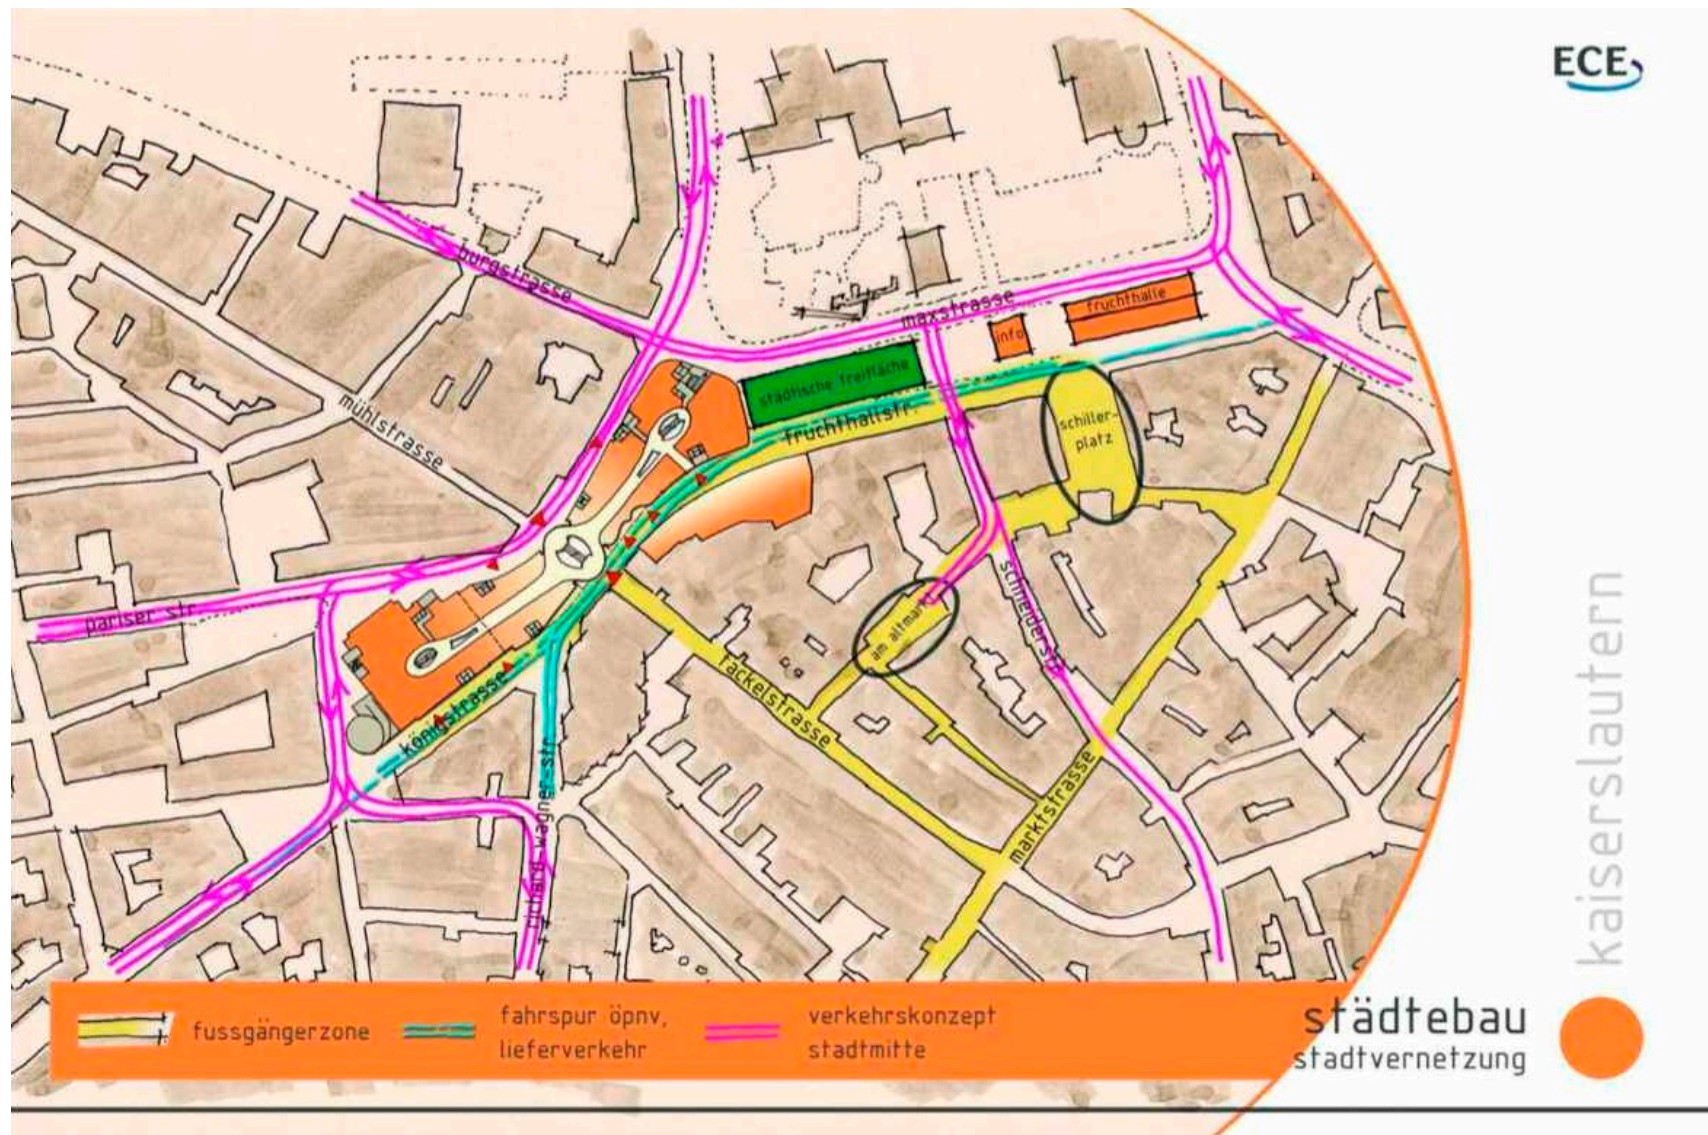 ECE
burgstrasse
maxstrasse
fruchthalle
info
städtische freifläche
fruchthallstr.
schiller-
platz
mühlstrasse
pariser str.
am altmarkt
schneiderstr.
fackelstrasse
königstrasse
richard-wagner-str.
marktstrasse
kaiserslautern
fussgängerzone
fahrspur öpnv,
lieferverkehr
verkehrskonzept
stadtmitte
städtebau
stadtvernetzung